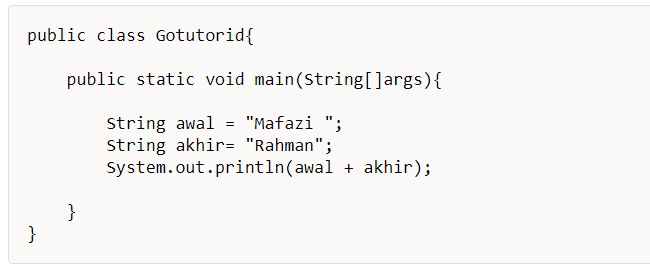 public class Gotutorid{
public static void main(String[]args){
String awal = "Mafazi ";
String akhir= "Rahman";
System.out.println(awal + akhir);
}
}